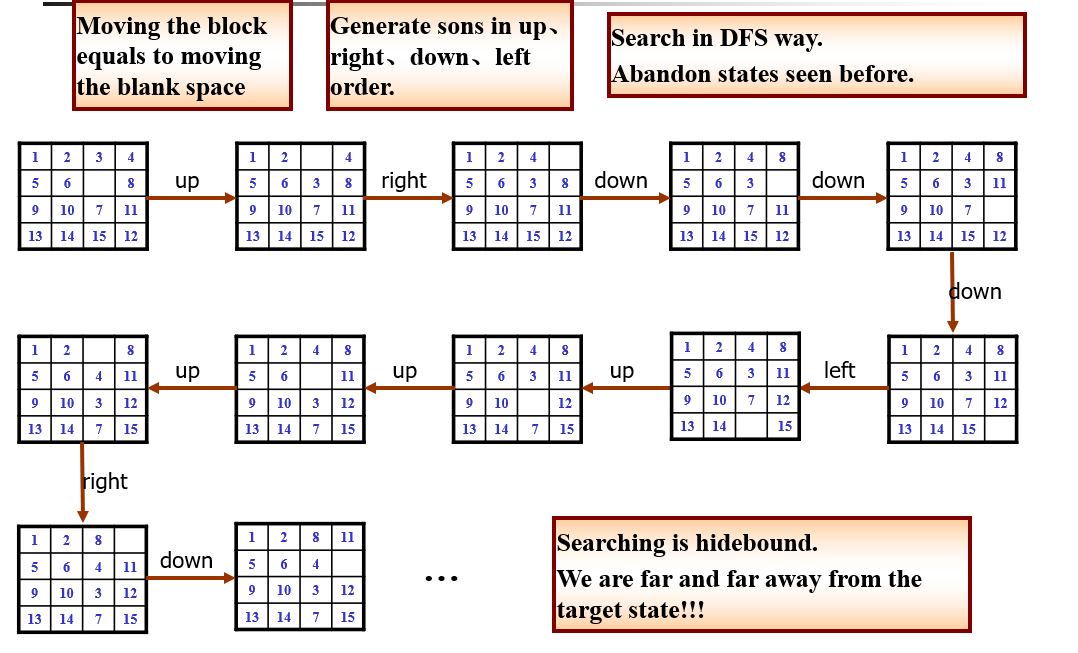 Moving the block
equals to moving
the blank space
Generate sons in up、
right、down、left
order.
Search in DFS way.
Abandon states seen before.
1 2 3 4
5 6 8
9 10 7 11
13 14 15 12
up
1 2 4
5 6 3 8
9 10 7 11
13 14 15 12
right
1 2 4
5 6 3 8
9 10 7 11
13 14 15 12
down
1 2 4 8
5 6 3
9 10 7 11
13 14 15 12
down
1 2 4 8
5 6 3 11
9 10 7
13 14 15 12
down
1 2 4 8
5 6 3 11
9 10 7 12
13 14 15
left
1 2 4 8
5 6 3 11
9 10 7 12
13 14 15
up
1 2 4 8
5 6 3 11
9 10 12
13 14 7 15
up
1 2 4 8
5 6 11
9 10 3 12
13 14 7 15
up
1 2 8
5 6 4 11
9 10 3 12
13 14 7 15
right
1 2 8
5 6 4 11
9 10 3 12
13 14 7 15
down
1 2 8 11
5 6 4
9 10 3 12
13 14 7 15
...
Searching is hidebound.
We are far and far away from the
target state!!!